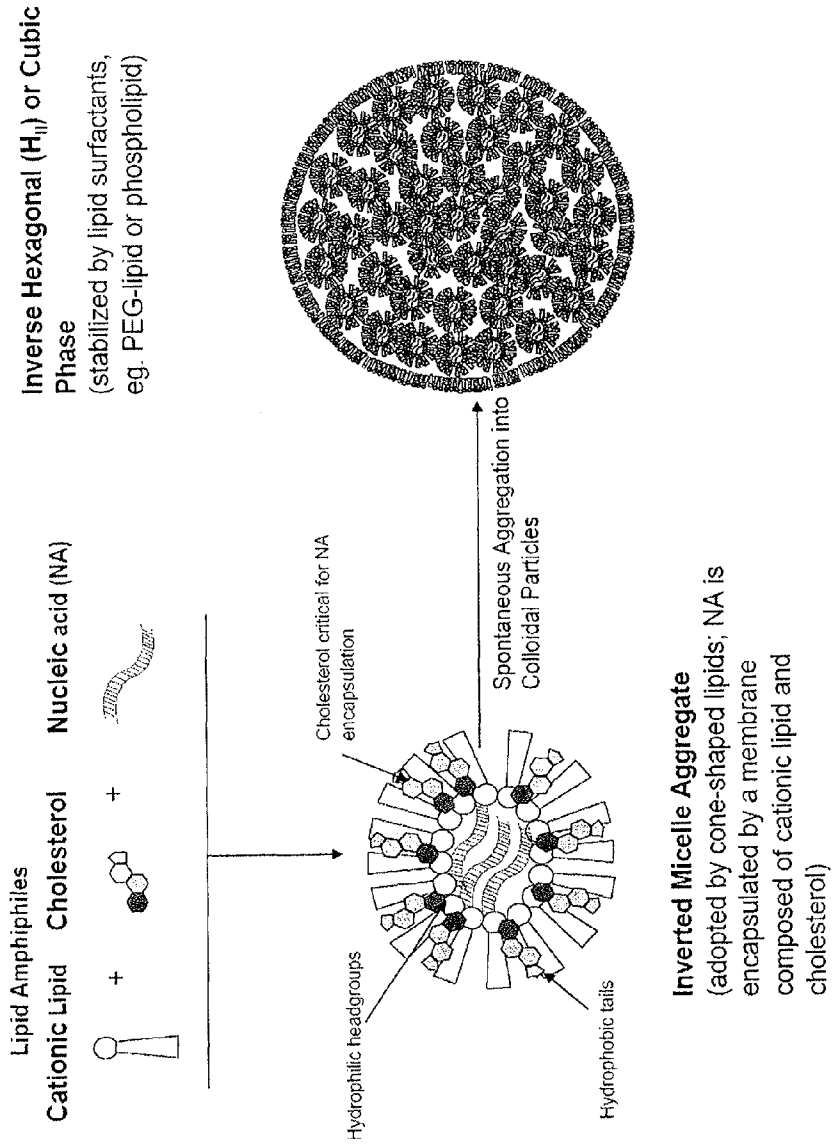 Lipid Amphiphiles
Cationic Lipid
+
Cholesterol
+
Nucleic acid (NA)
Inverse Hexagonal (H_II) or Cubic
Phase
(stabilized by lipid surfactants,
eg. PEG-lipid or phospholipid)
Hydrophilic headgroups
Cholesterol critical for NA
encapsulation
Hydrophobic tails
Spontaneous Aggregation into
Colloidal Particles
Inverted Micelle Aggregate
(adopted by cone-shaped lipids; NA is
encapsulated by a membrane
composed of cationic lipid and
cholesterol)